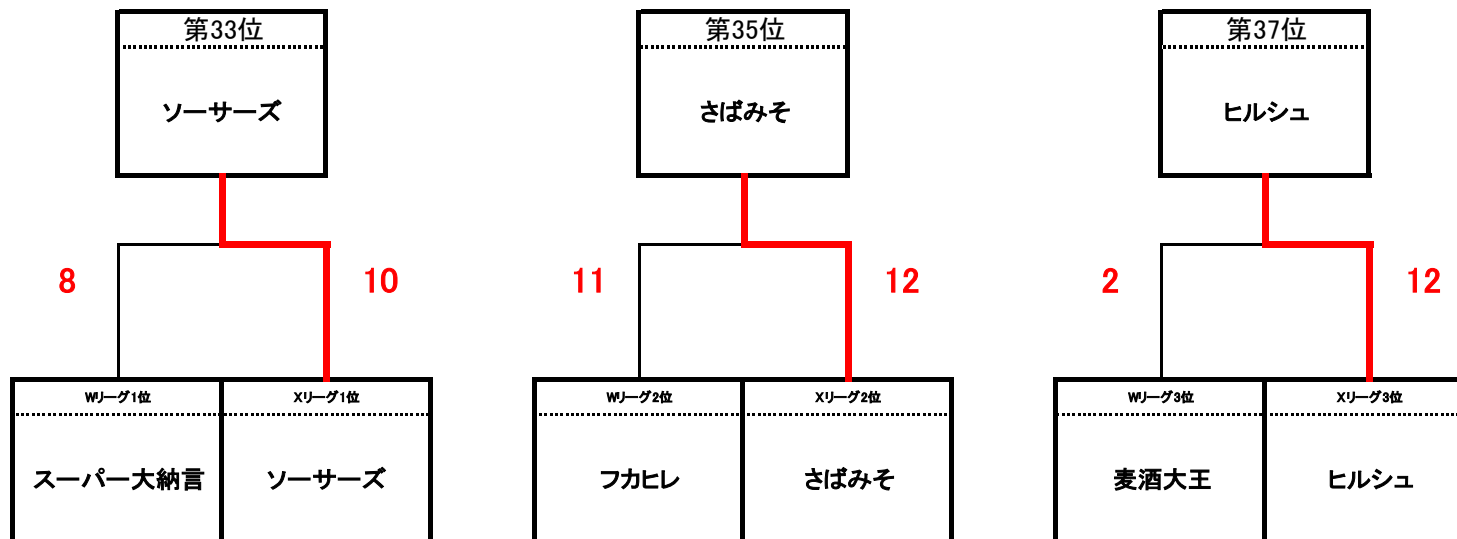 第33位
ソーサーズ
8
10
Wリーグ1位
Xリーグ1位
スーパー大納言
ソーサーズ
第35位
さばみそ
11
12
Wリーグ2位
Xリーグ2位
フカヒレ
さばみそ
第37位
ヒルシュ
2
12
Wリーグ3位
Xリーグ3位
麦酒大王
ヒルシュ